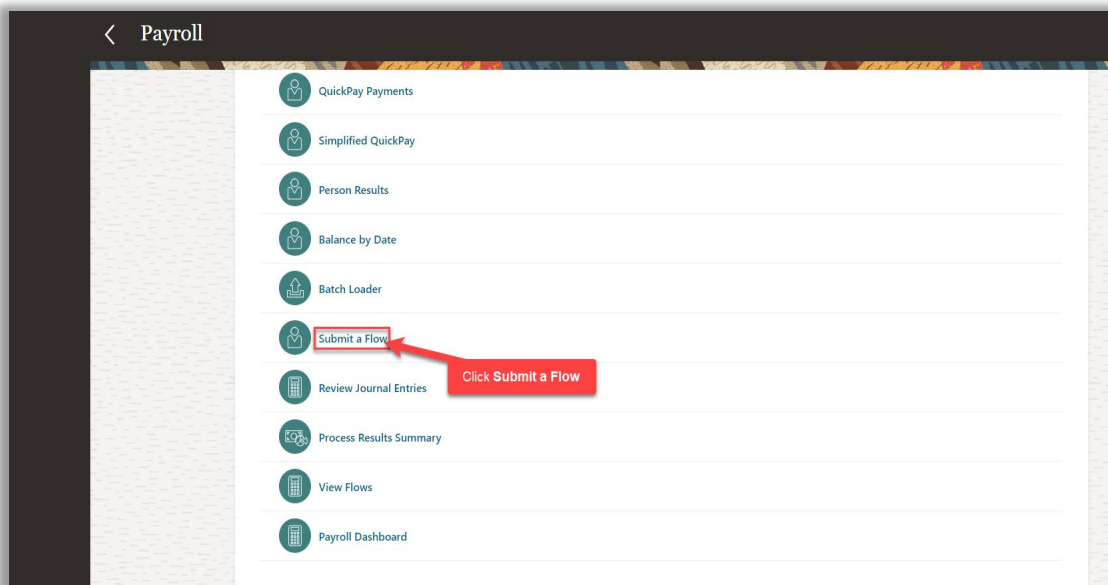 Payroll
QuickPay Payments
Simplified QuickPay
Person Results
Balance by Date
Batch Loader
Submit a Flow
Click Submit a Flow
Review Journal Entries
Process Results Summary
View Flows
Payroll Dashboard